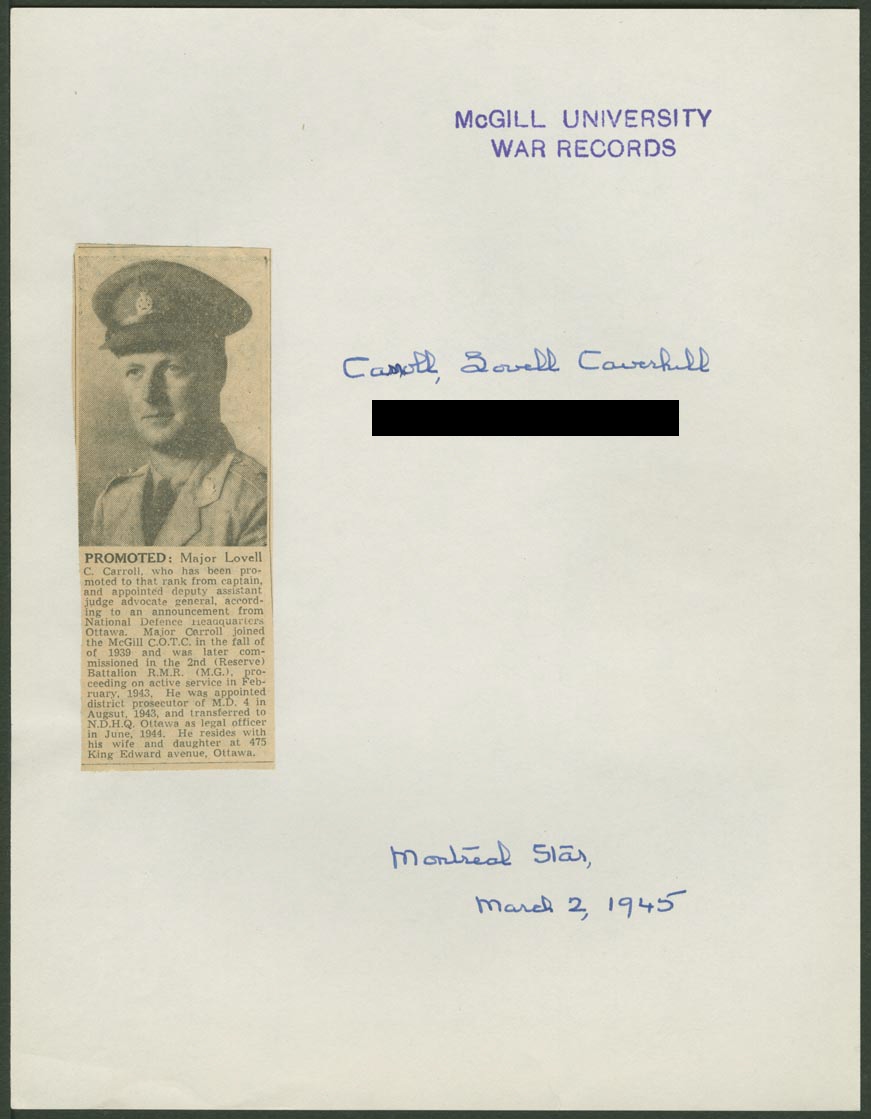 McGILL UNIVERSITY
WAR RECORDS
Carroll, Lovell Caverhill
PROMOTED: Major Lovell
C. Carroll, who has been pro-
moted to that rank from captain,
and appointed deputy assistant
judge advocate general, accord-
ing to an announcement from
National Defence Headquarters
Ottawa. Major Carroll joined
the McGill C.O.T.C. in the fall of
of 1939 and was later com-
missioned in the 2nd (Reserve)
Battalion R.M.R. (M.G.), pro-
ceeding on active service in Feb-
ruary, 1943. He was appointed
district prosecutor of M.D. 4 in
Augsut, 1943, and transferred to
N.D.H.Q. Ottawa as legal officer
in June, 1944. He resides with
his wife and daughter at 475
King Edward avenue, Ottawa.
Montreal Star,
March 2, 1945